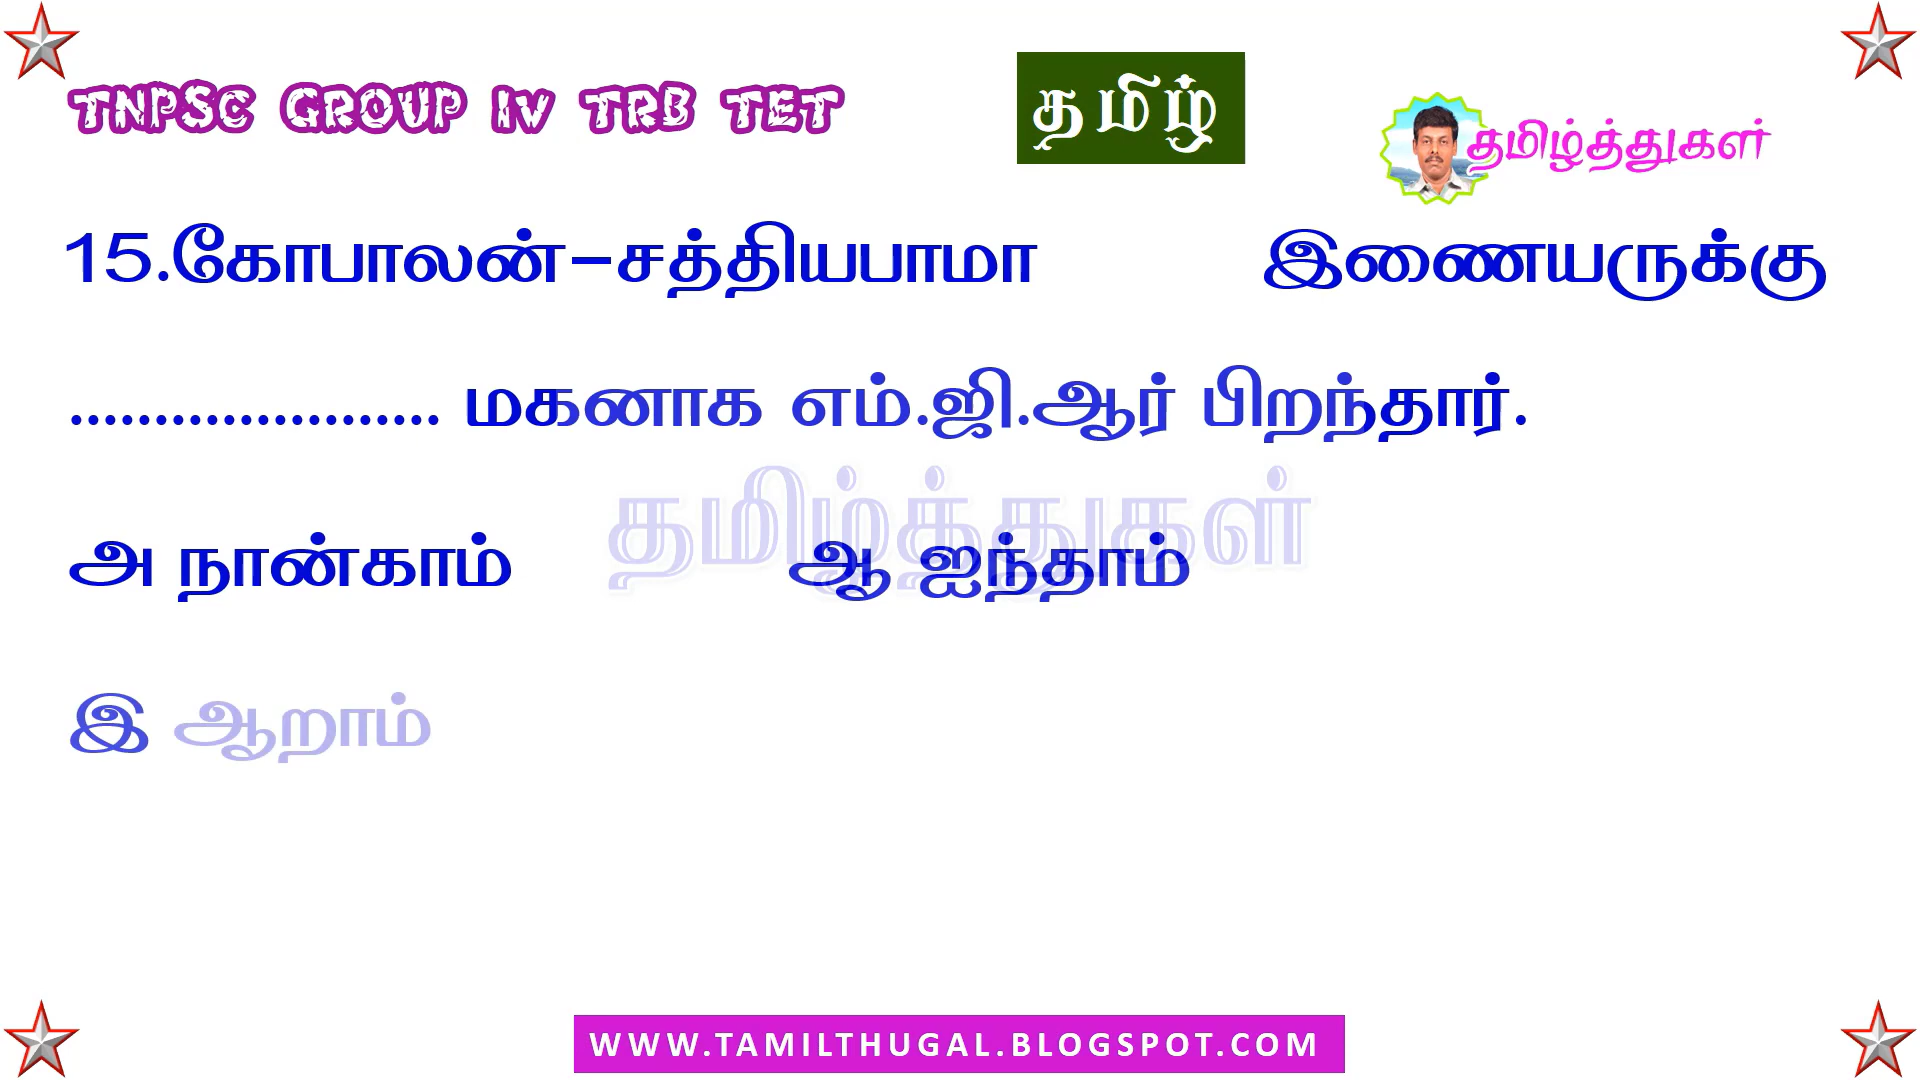 TNPSC GROUP IV TRB TET
தமிழ்
தமிழ்த்துகள்
15.கோபாலன்-சத்தியபாமா இணையருக்கு
..................... மகனாக எம்.ஜி.ஆர் பிறந்தார்.
தமிழ்த்துகள்
அ நான்காம் ஆ ஐந்தாம்
இ ஆறாம்
WWW.TAMILTHUGAL.BLOGSPOT.COM